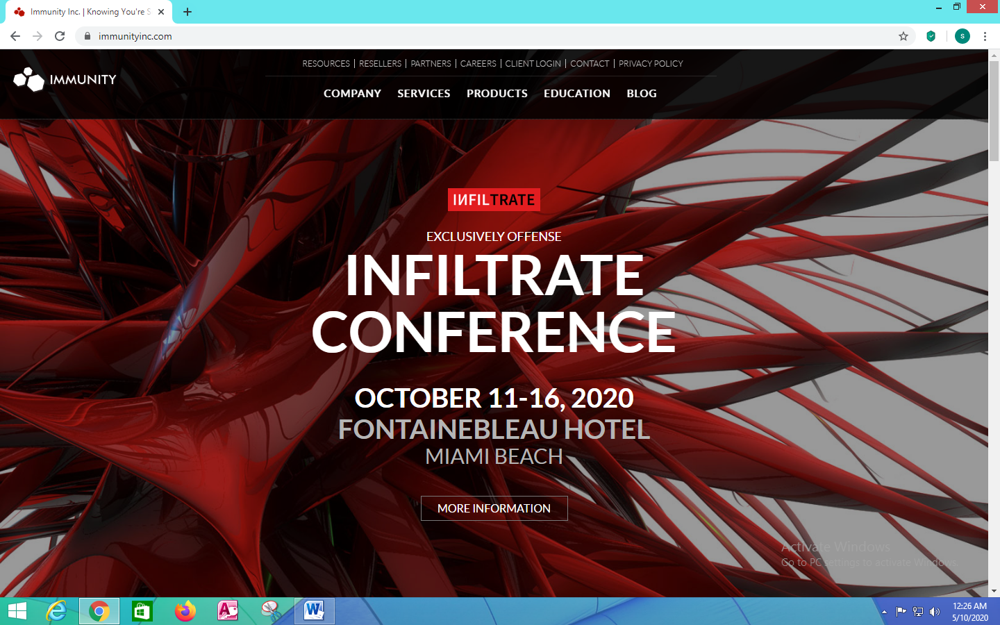 Immunity Inc. | Knowing You're S
immunityinc.com
s
RESOURCES | RESELLERS | PARTNERS | CAREERS | CLIENT LOGIN | CONTACT | PRIVACY POLICY
IMMUNITY
COMPANY SERVICES PRODUCTS EDUCATION BLOG
INFILTRATE
EXCLUSIVELY OFFENSE
INFILTRATE
CONFERENCE
OCTOBER 11-16, 2020
FONTAINEBLEAU HOTEL
MIAMI BEACH
MORE INFORMATION
Activate Windows
Go to PC settings to activate Windows.
12:26 AM
5/10/2020